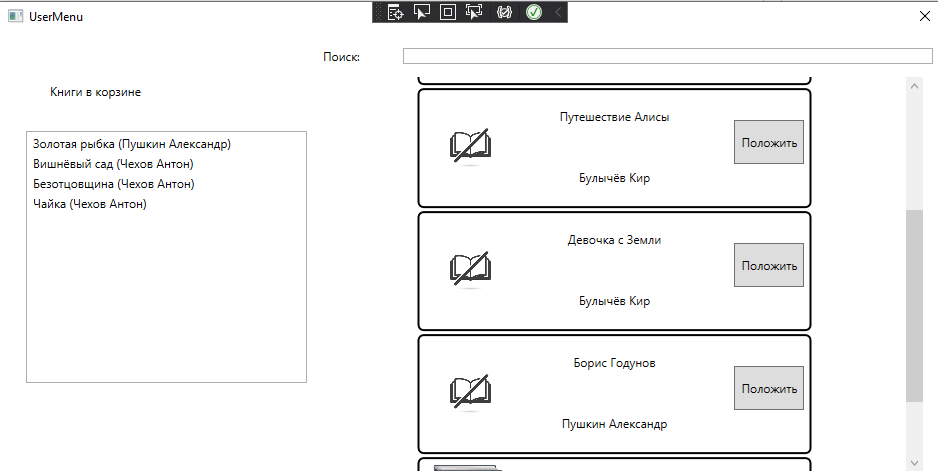 UserMenu
Поиск:
Книги в корзине
Золотая рыбка (Пушкин Александр)
Вишнёвый сад (Чехов Антон)
Безотцовщина (Чехов Антон)
Чайка (Чехов Антон)
Путешествие Алисы
Положить
Булычёв Кир
Девочка с Земли
Положить
Булычёв Кир
Борис Годунов
Положить
Пушкин Александр